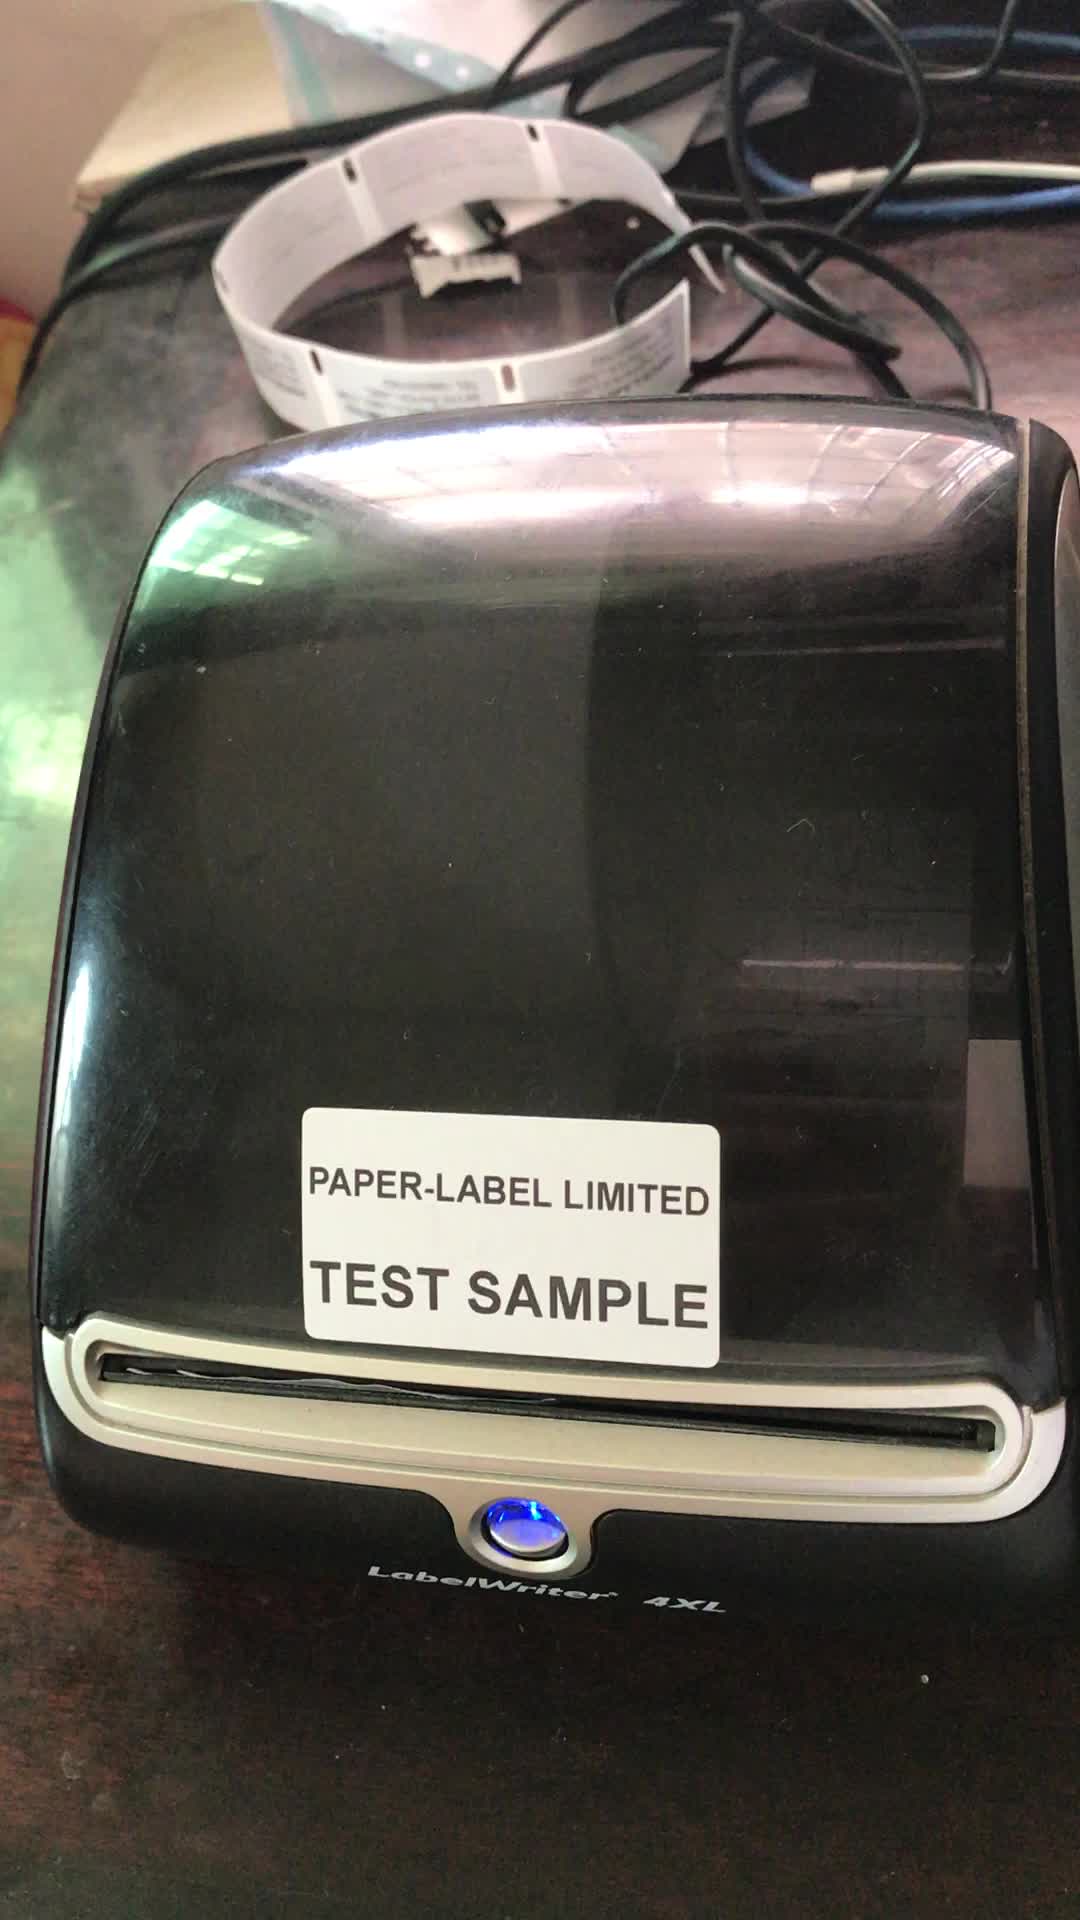 PAPER-LABEL LIMITED
TEST SAMPLE
LabelWriter 4XL